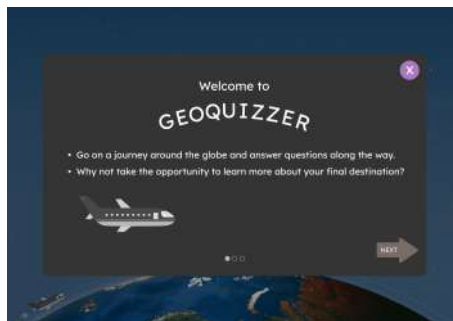 X
Welcome to
GEOQUIZZER
• Go on a journey around the globe and answer questions along the way.
• Why not take the opportunity to learn more about your final destination?
NEXT